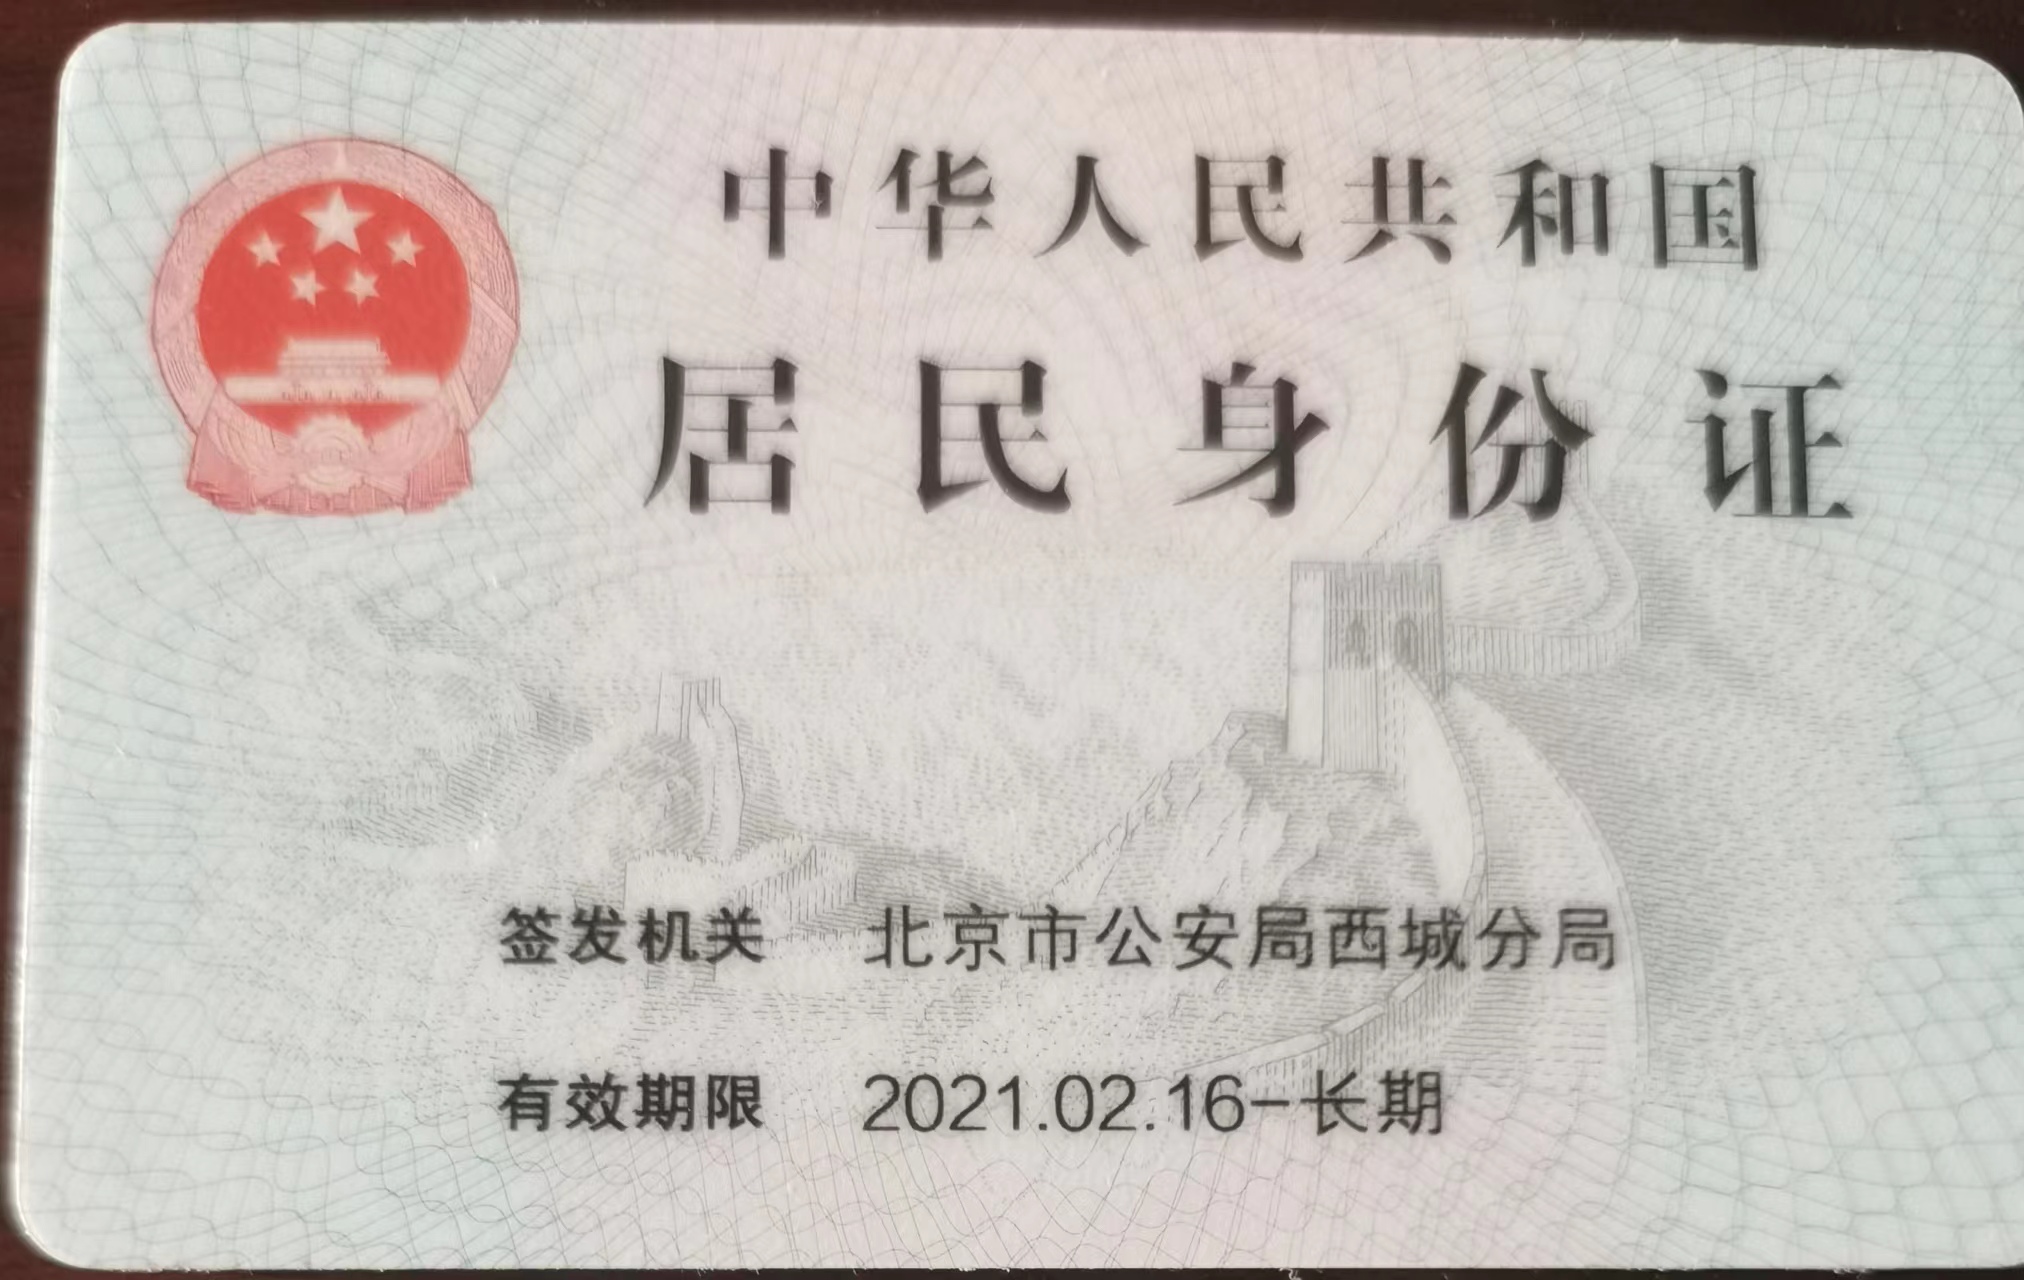 中华人民共和国
居民身份证
签发机关 北京市公安局西城分局
有效期限 2021.02.16-长期